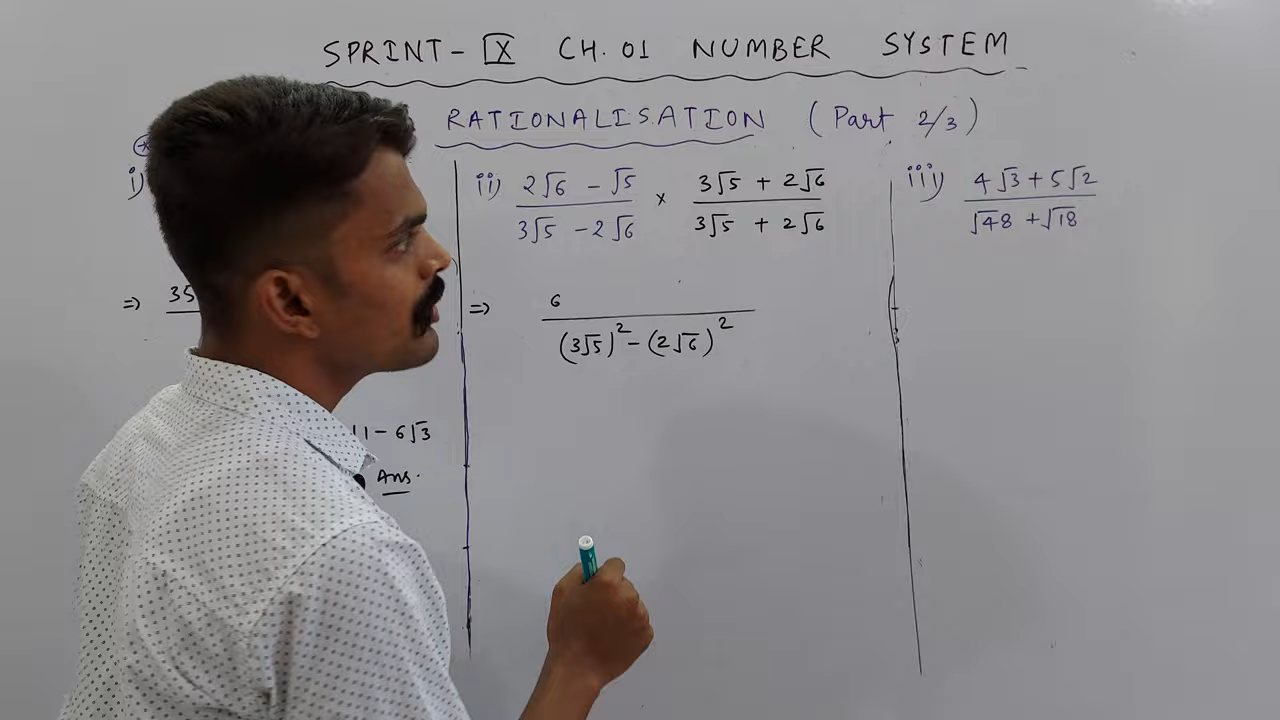 SPRINT- IX CH. 01 NUMBER SYSTEM
RATIONALISATION (Part 2/3)
i)
⇒ 35
11 - 6√3
Ans.
ii) (2√6 - √5)/(3√5 - 2√6) × (3√5 + 2√6)/(3√5 + 2√6)
⇒ 6/((3√5)² - (2√6)²)
iii) (4√3 + 5√2)/(√48 + √18)